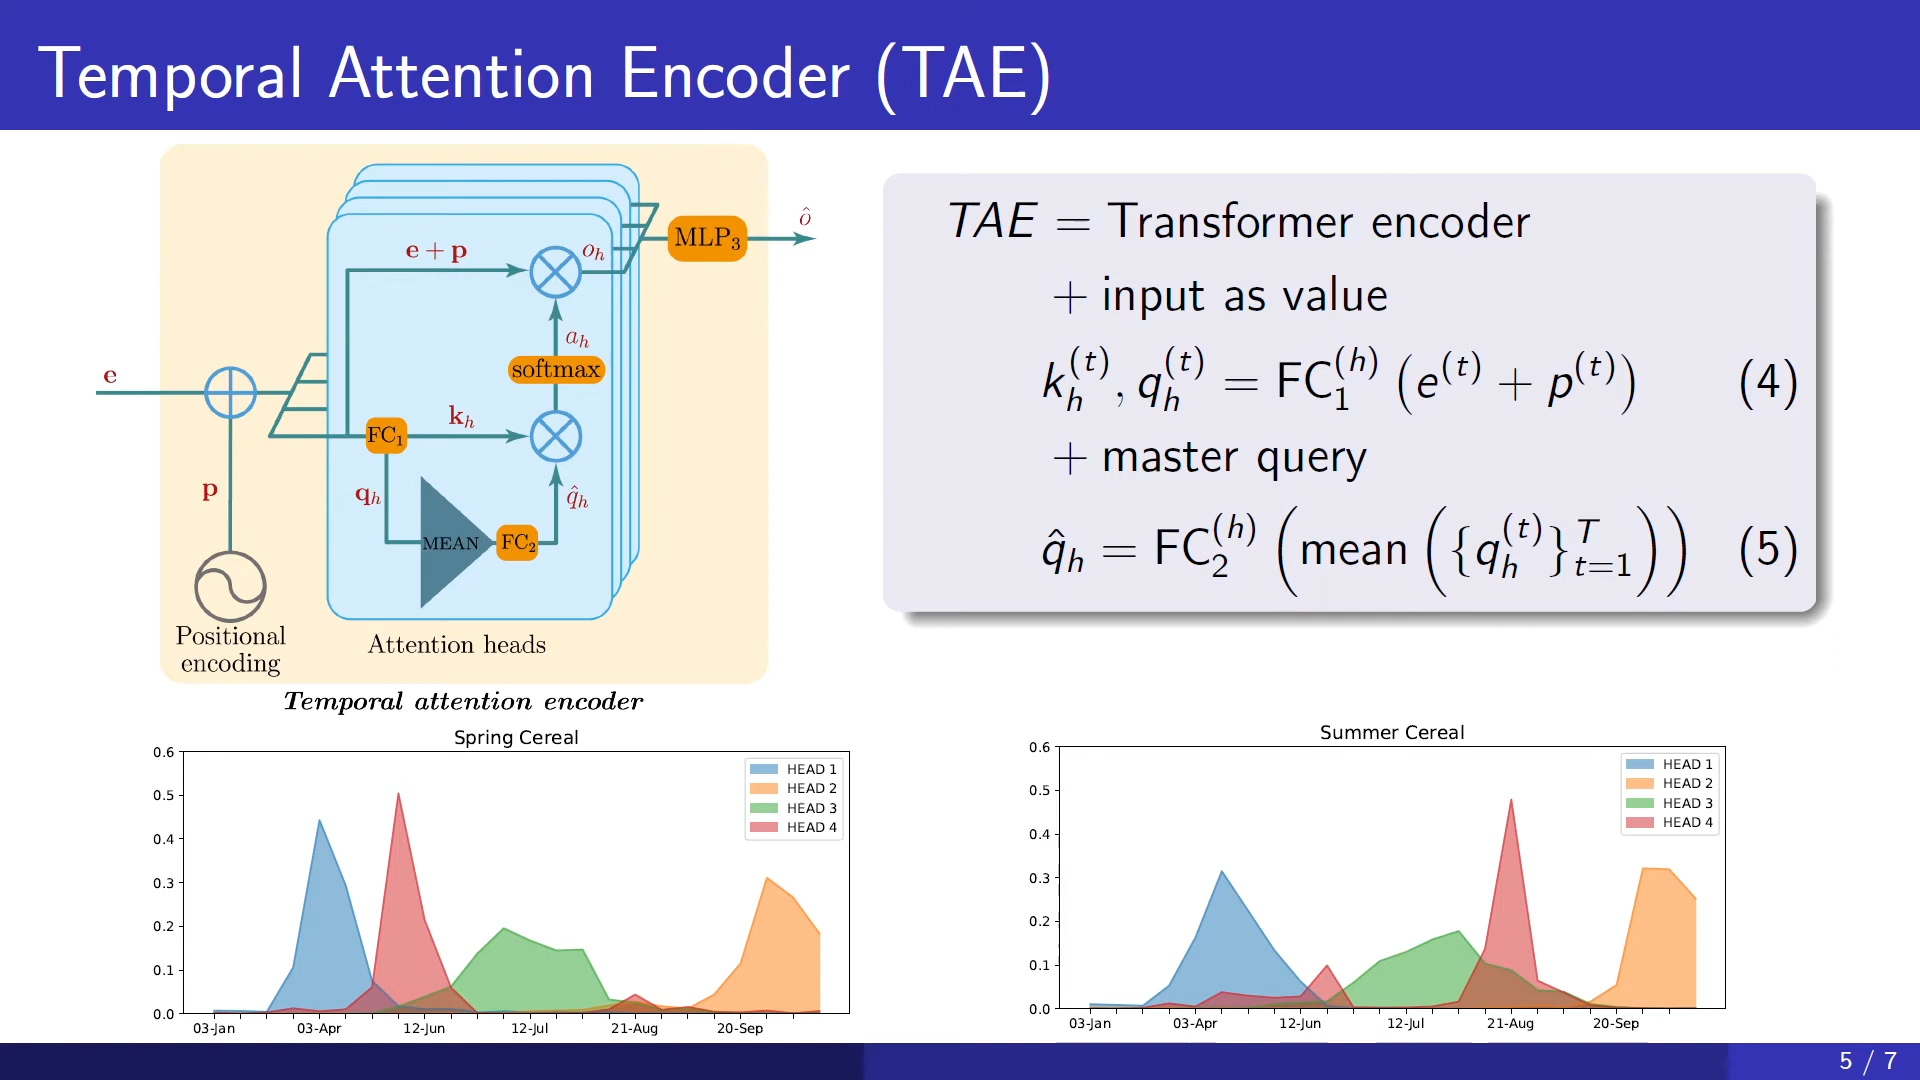 Temporal Attention Encoder (TAE)
e
p
Positional
encoding
e + p
o_h
a_h
softmax
k_h
FC₁
q_h
MEAN
FC₂
q̂_h
MLP₃
ô
Attention heads
Temporal attention encoder
TAE = Transformer encoder
+ input as value
k_h^(t), q_h^(t) = FC_1^(h) (e^(t) + p^(t)) (4)
+ master query
q̂_h = FC_2^(h) (mean ({q_h^(t)}_{t=1}^T)) (5)
Spring Cereal
0.6
0.5
0.4
0.3
0.2
0.1
0.0
HEAD 1
HEAD 2
HEAD 3
HEAD 4
03-Jan 03-Apr 12-Jun 12-Jul 21-Aug 20-Sep
Summer Cereal
0.6
0.5
0.4
0.3
0.2
0.1
0.0
HEAD 1
HEAD 2
HEAD 3
HEAD 4
03-Jan 03-Apr 12-Jun 12-Jul 21-Aug 20-Sep
5 / 7